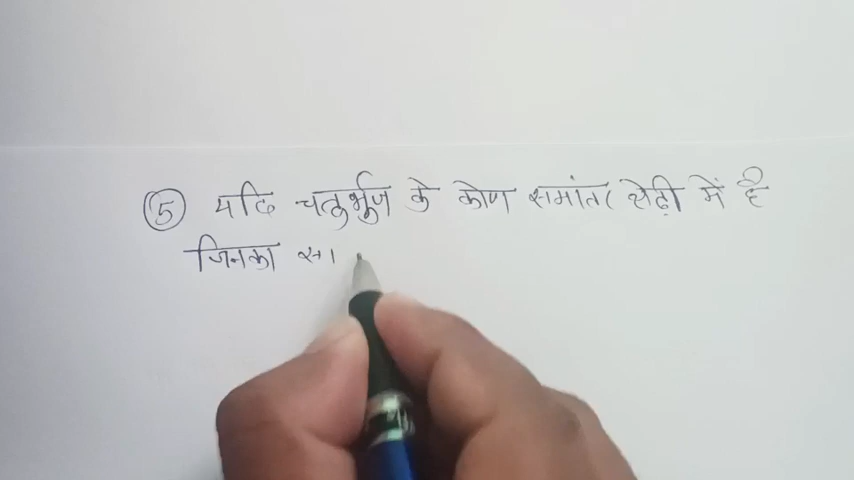 (5) यदि चतुर्भुज के कोण समांतर श्रेढ़ी में है
जिनका सा